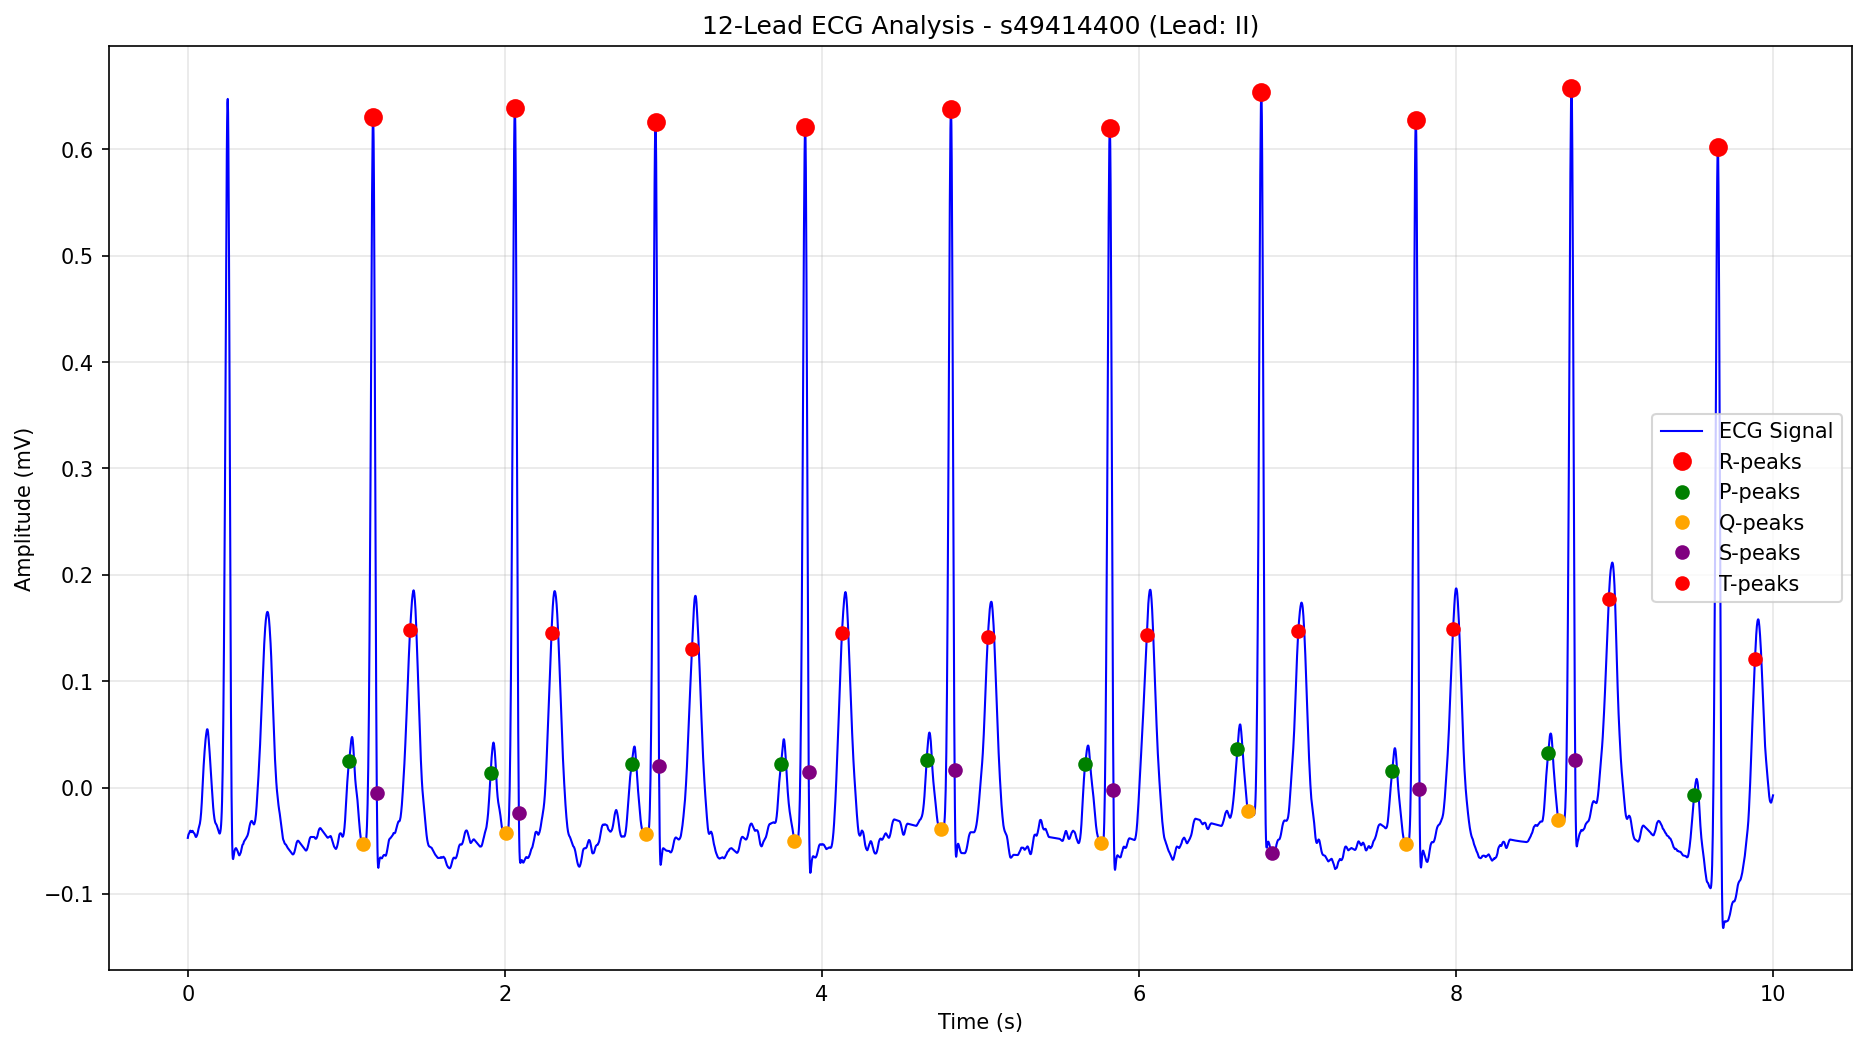 12-Lead ECG Analysis - s49414400 (Lead: II)
Amplitude (mV)
0.6
0.5
0.4
0.3
0.2
0.1
0.0
−0.1
ECG Signal
R-peaks
P-peaks
Q-peaks
S-peaks
T-peaks
0 2 4 6 8 10
Time (s)